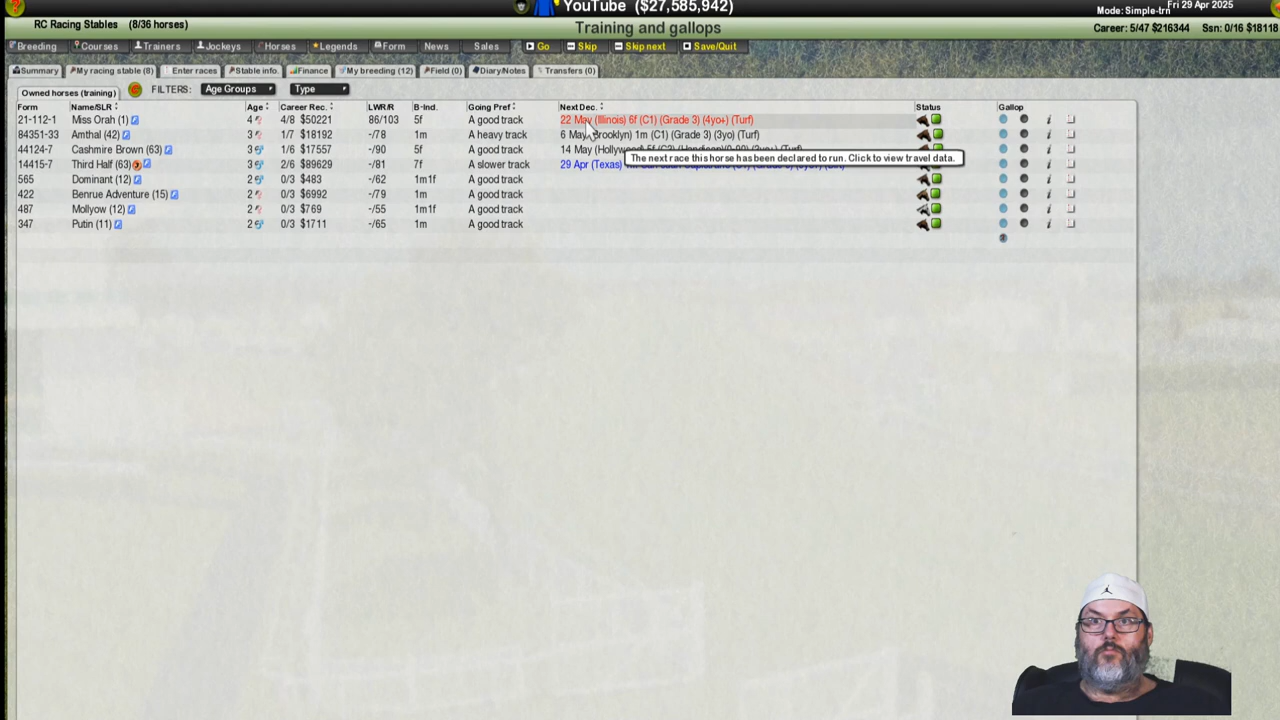 YouTube ($27,585,942)
Mode: Simple-trn Fri 29 Apr 2025
RC Racing Stables (8/36 horses) Training and gallops Career: 5/47 $216344 Ssn: 0/16 $18118
Breeding Courses Trainers Jockeys Horses Legends Form News Sales Go Skip Skip next Save/Quit
Summary My racing stable (8) Enter races Stable info. Finance My breeding (12) Field (0) Diary/Notes Transfers (0)
Owned horses (training) FILTERS: Age Groups Type
Form Name/SLR Age Career Rec. LWR/R B-Ind. Going Pref Next Dec. Status Gallop
21-112-1 Miss Orah (1) 4 4/8 $50221 86/103 5f A good track 22 May (Illinois) 6f (C1) (Grade 3) (4yo+) (Turf)
84351-33 Amthal (42) 3 1/7 $18192 -/78 1m A heavy track 6 May (Brooklyn) 1m (C1) (Grade 3) (3yo) (Turf)
44124-7 Cashmire Brown (63) 3 1/6 $17557 -/90 5f A good track 14 May
The next race this horse has been declared to run. Click to view travel data.
14415-7 Third Half (63) 3 2/6 $89629 -/81 7f A slower track 29 Apr (Texas)
565 Dominant (12) 2 0/3 $483 -/62 1m1f A good track
422 Benrue Adventure (15) 2 0/3 $6992 -/79 1m A good track
487 Mollyow (12) 2 0/3 $769 -/55 1m1f A good track
347 Putin (11) 2 0/3 $1711 -/65 1m A good track